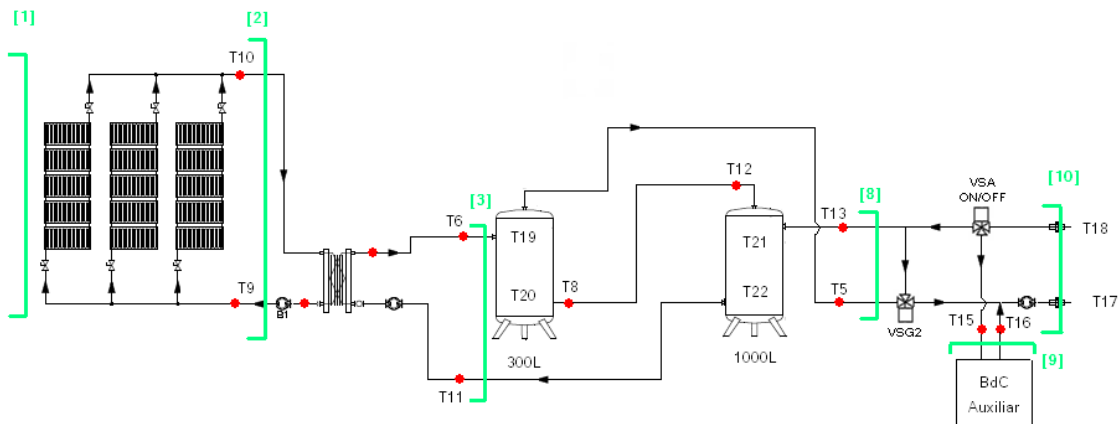 [1]
[2]
T10
T9
B1
[3]
T6
T19
T20
T8
300L
T11
T12
T21
T22
1000L
T13
[8]
T5
VSA
ON/OFF
[10]
T18
T17
VSG2
T15
T16
[9]
BdC
Auxiliar